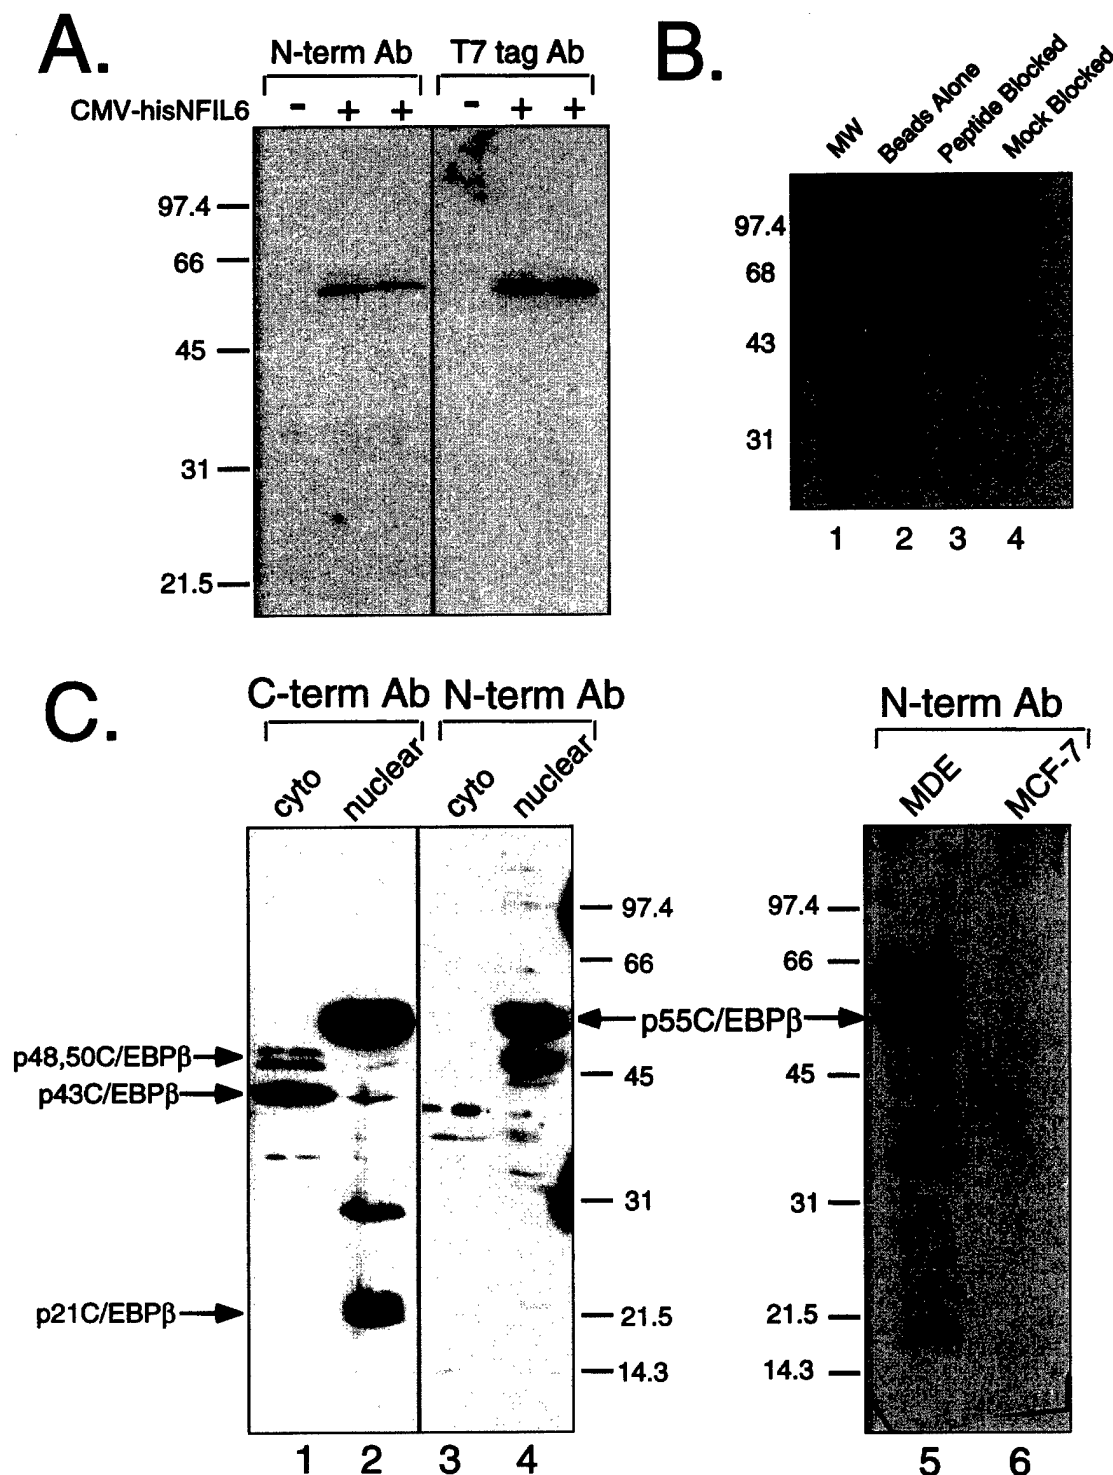 A.
N-term Ab T7 tag Ab
CMV-hisNFIL6 - + + - + +
97.4
66
45
31
21.5
B.
MW Beads Alone Peptide Blocked Mock Blocked
97.4
68
43
31
1 2 3 4
C.
C-term Ab N-term Ab
cyto nuclear cyto nuclear
p48,50C/EBPβ
p43C/EBPβ
p21C/EBPβ
97.4
66
p55C/EBPβ
45
31
21.5
14.3
1 2 3 4
N-term Ab
MDE MCF-7
97.4
66
45
31
21.5
14.3
5 6